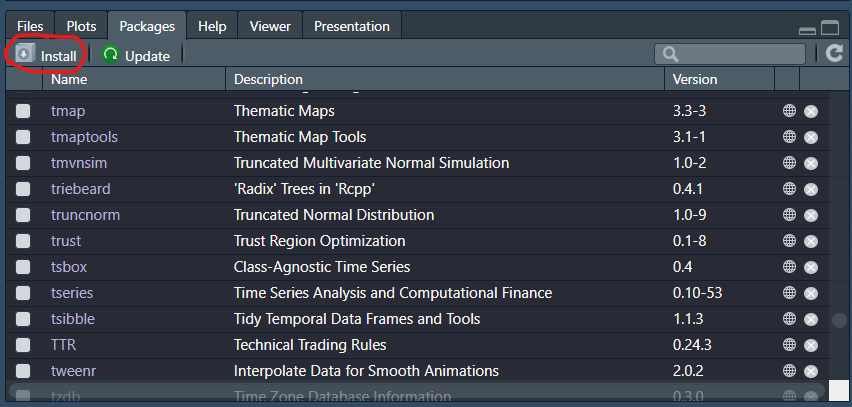 Files Plots Packages Help Viewer Presentation
Install Update
Name Description Version
tmap Thematic Maps 3.3-3
tmaptools Thematic Map Tools 3.1-1
tmvnsim Truncated Multivariate Normal Simulation 1.0-2
triebeard 'Radix' Trees in 'Rcpp' 0.4.1
truncnorm Truncated Normal Distribution 1.0-9
trust Trust Region Optimization 0.1-8
tsbox Class-Agnostic Time Series 0.4
tseries Time Series Analysis and Computational Finance 0.10-53
tsibble Tidy Temporal Data Frames and Tools 1.1.3
TTR Technical Trading Rules 0.24.3
tweenr Interpolate Data for Smooth Animations 2.0.2
tzdb Time Zone Database Information 0.3.0